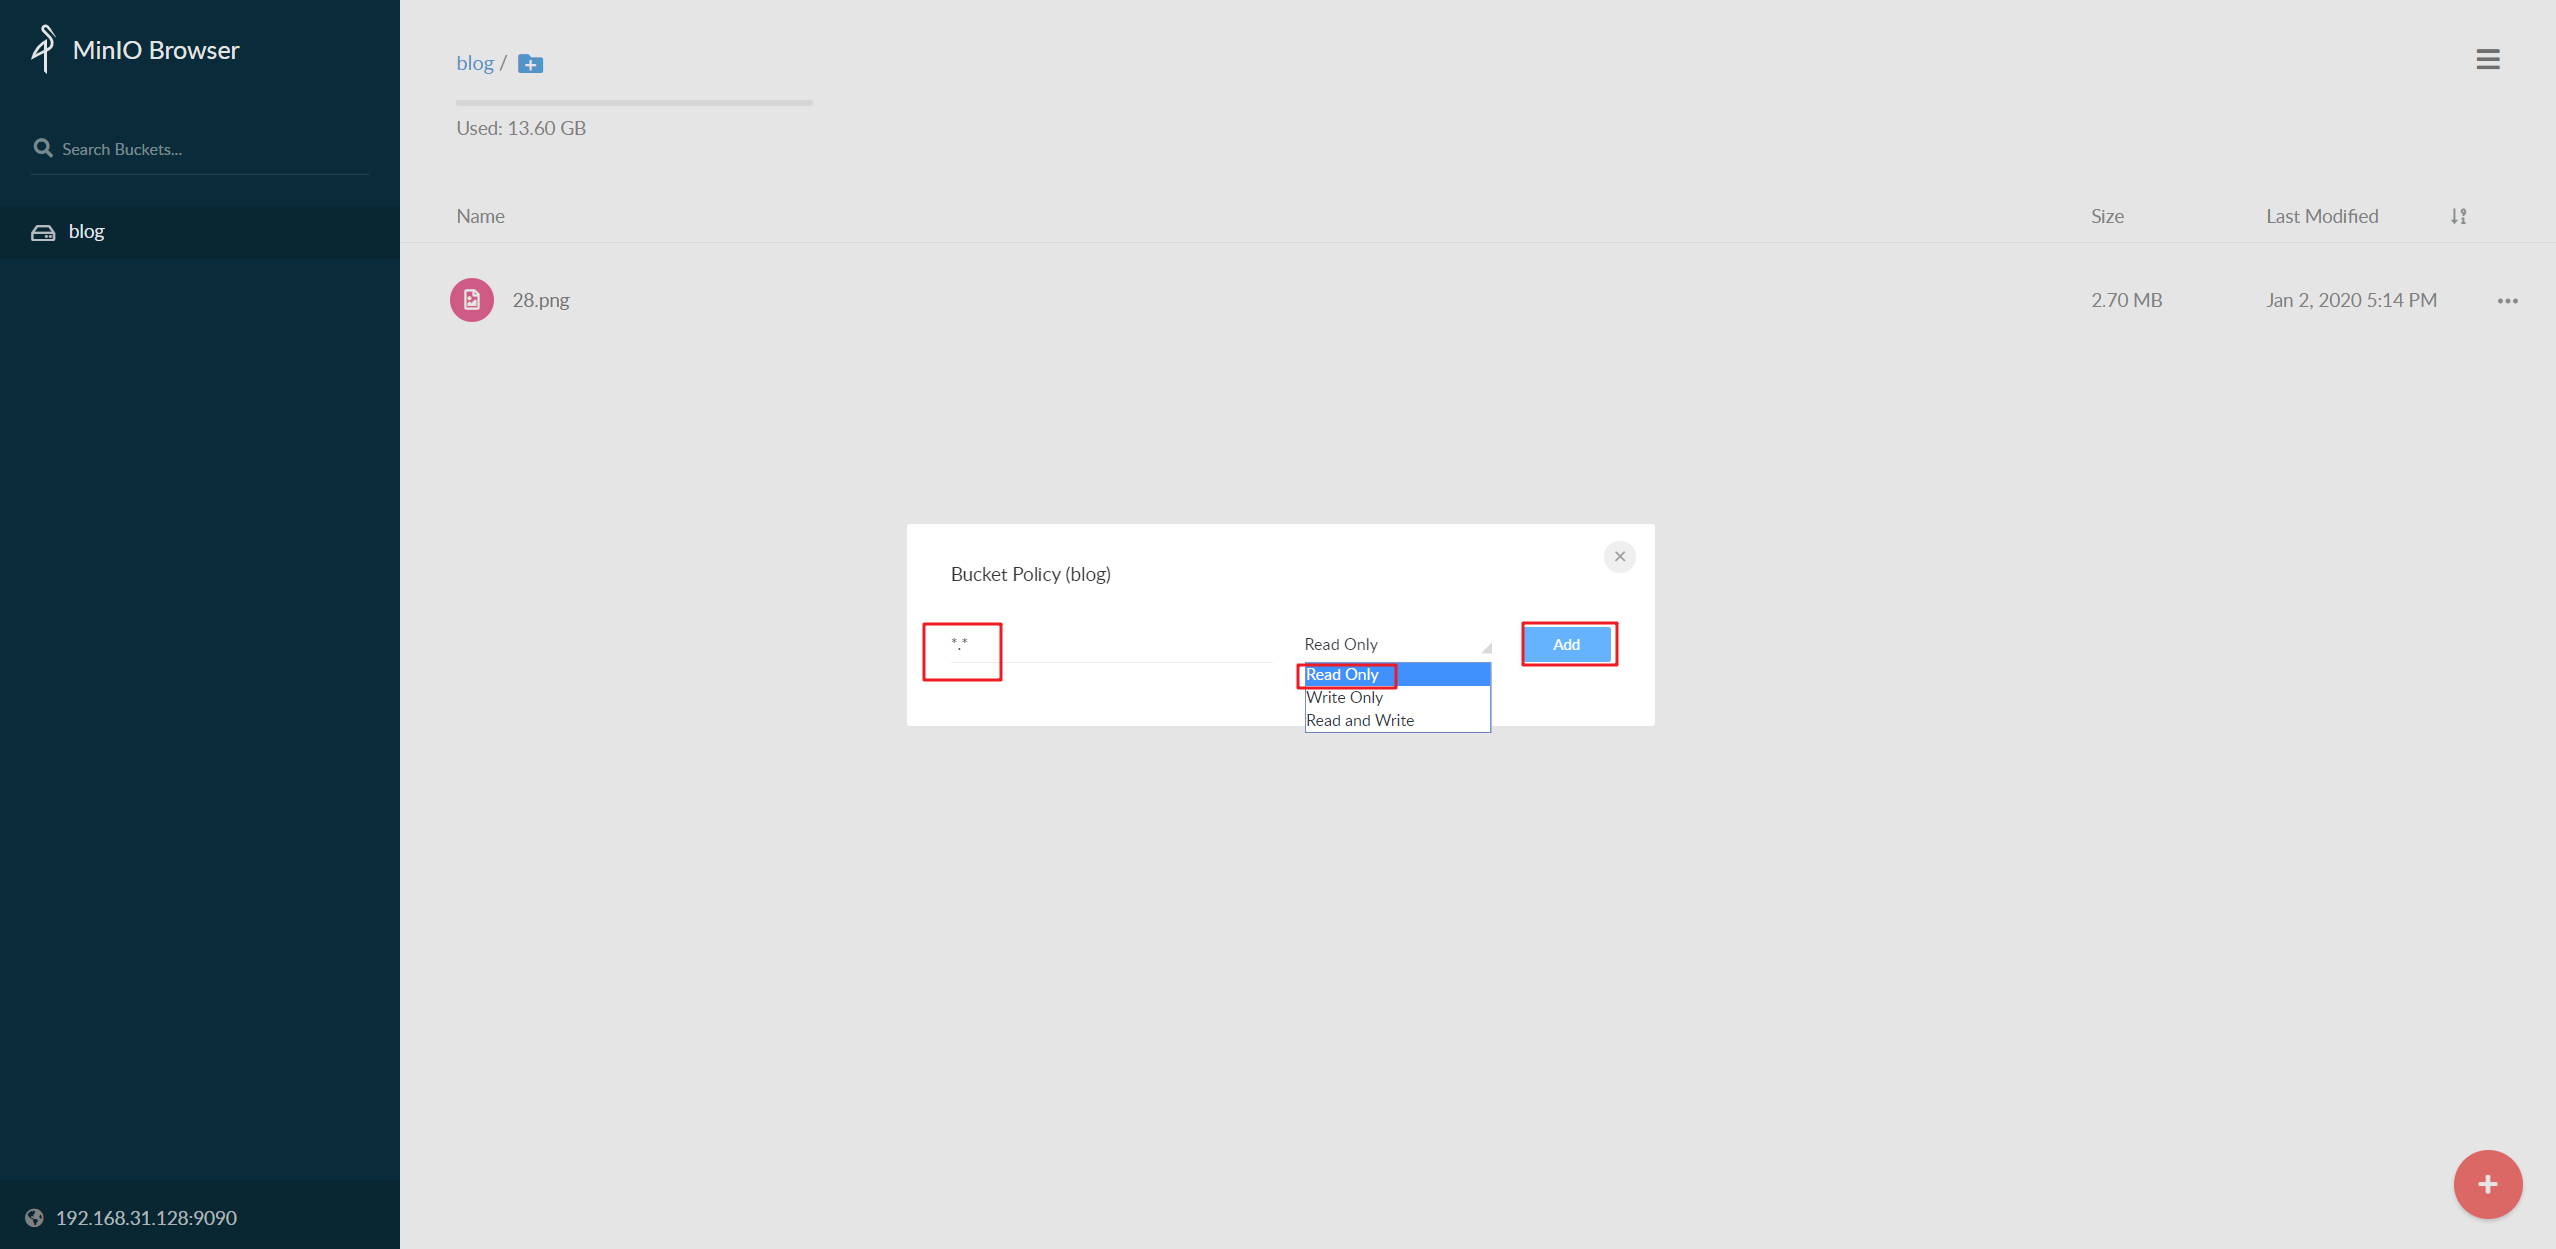 MinIO Browser
Search Buckets...
blog
192.168.31.128:9090
blog /
Used: 13.60 GB
Name Size Last Modified
28.png 2.70 MB Jan 2, 2020 5:14 PM
Bucket Policy (blog)
*.* Read Only Add
Read Only
Write Only
Read and Write